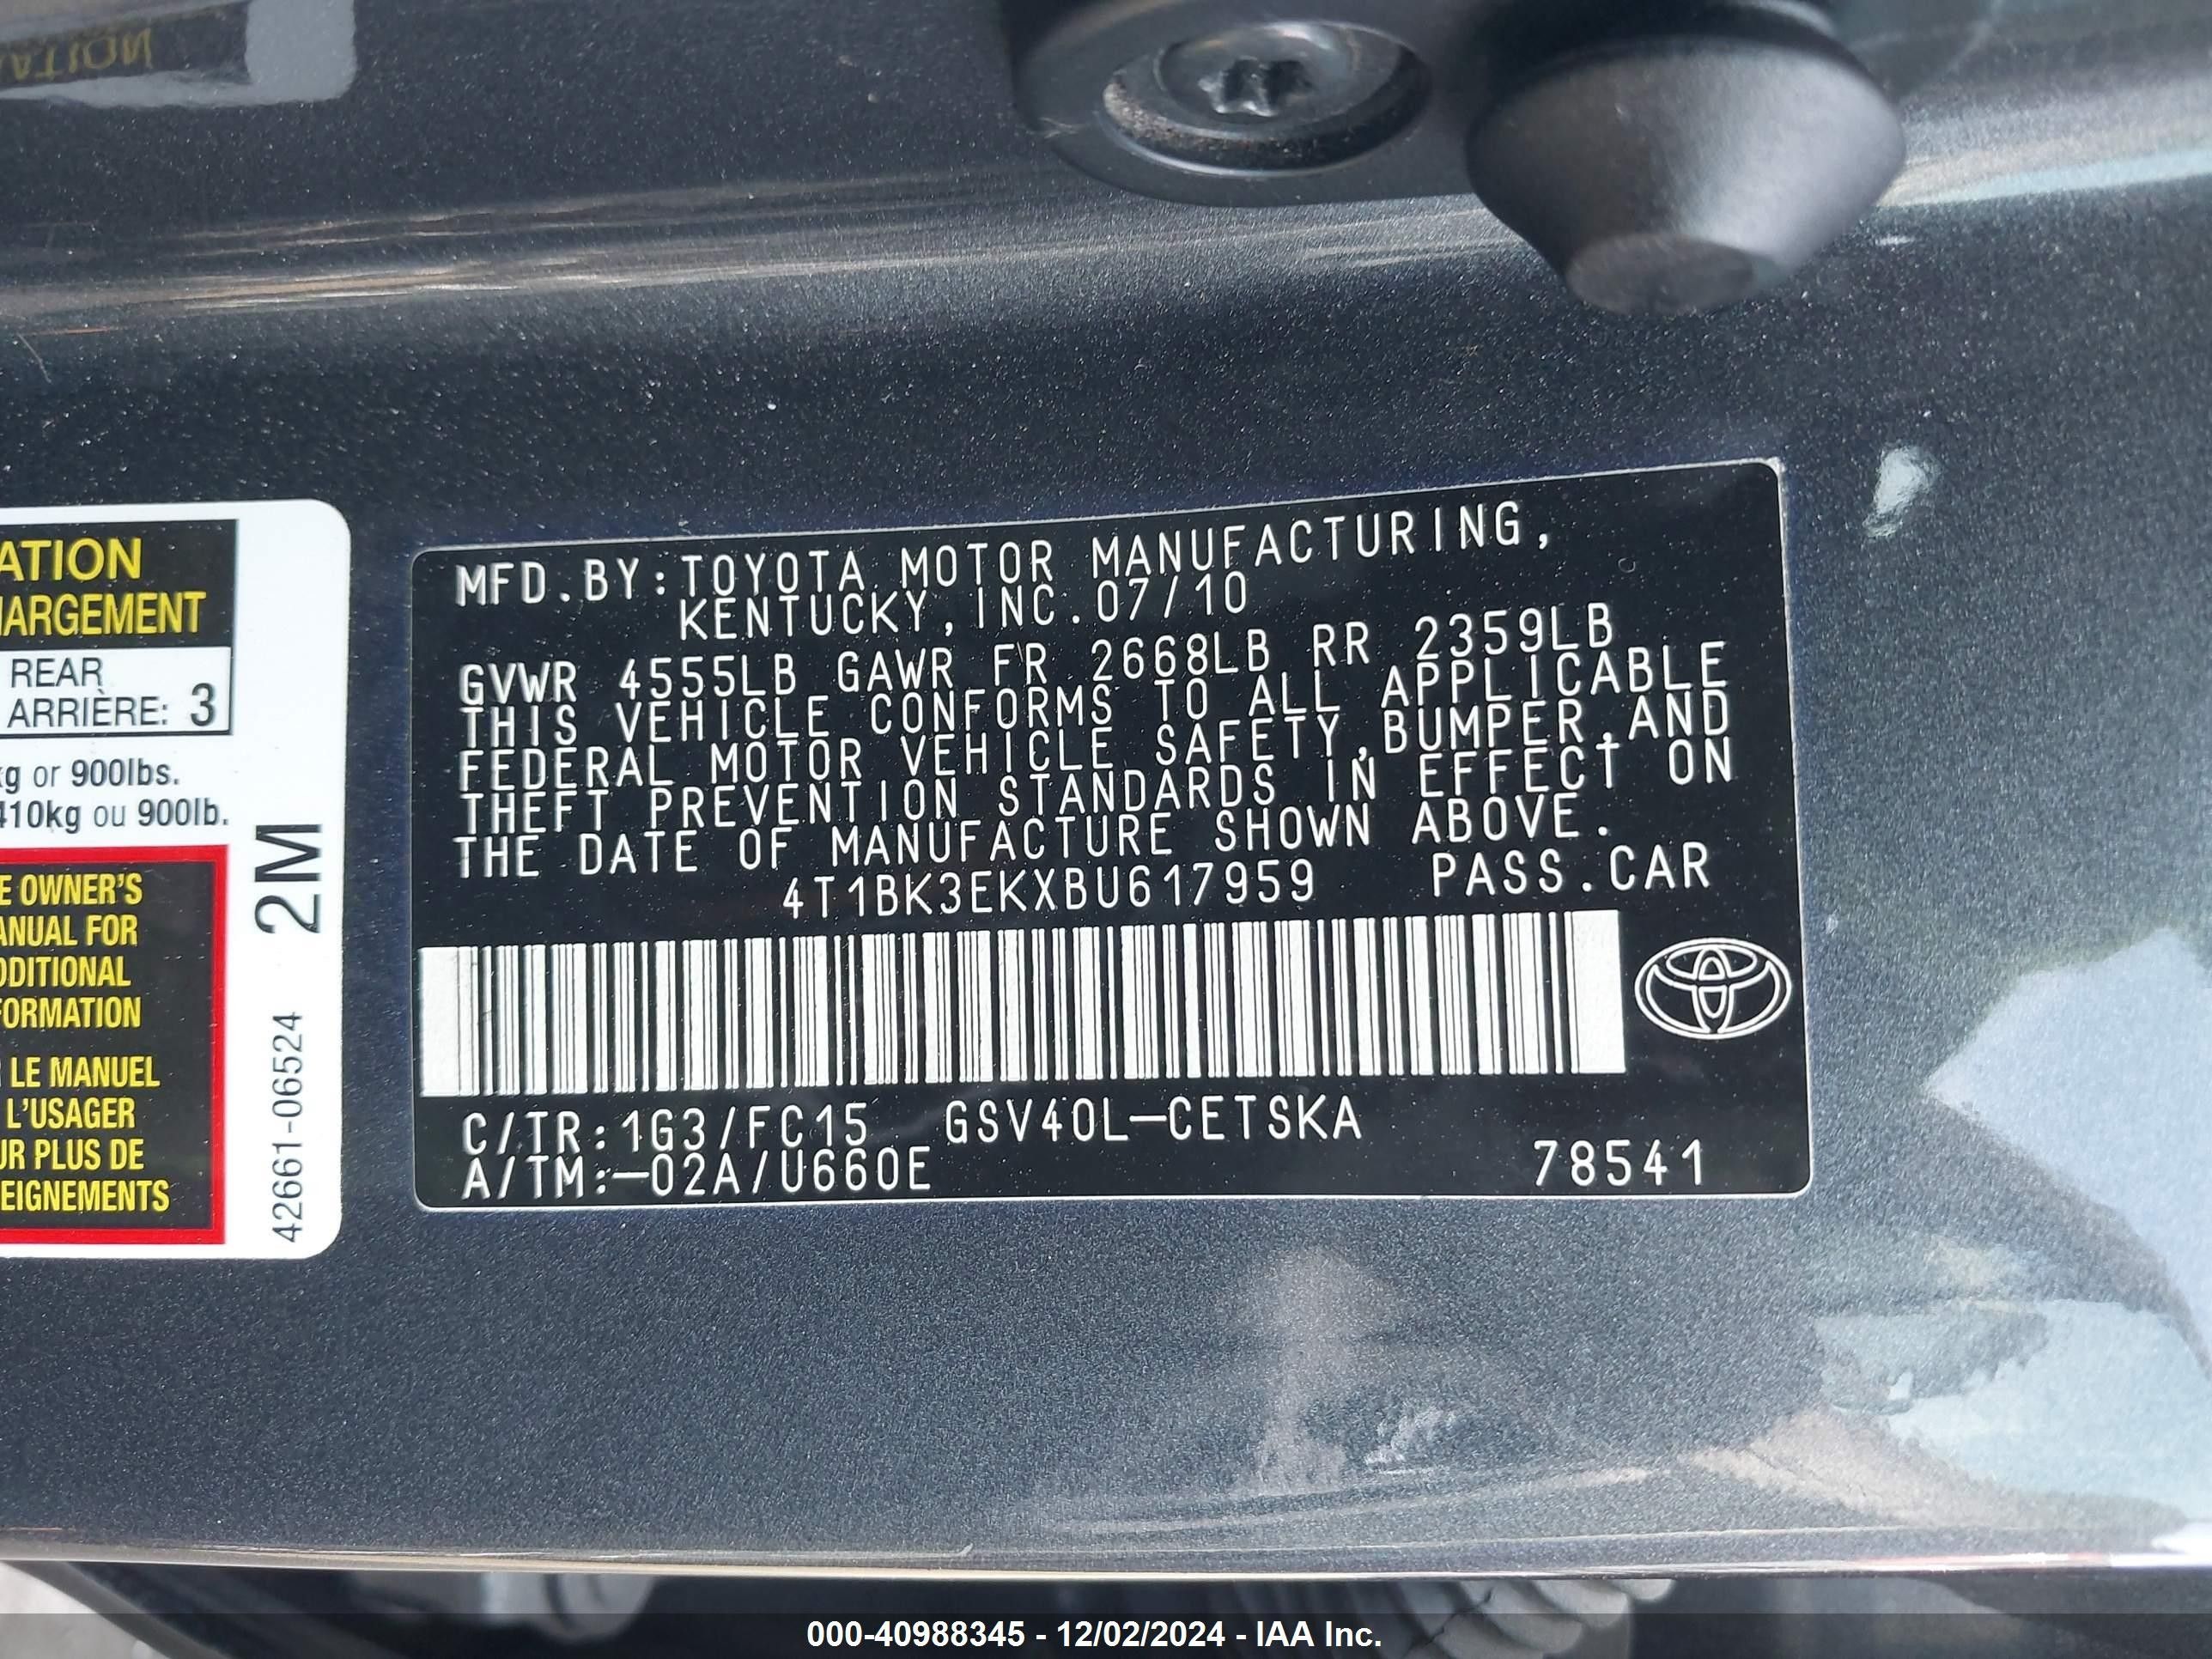 ATION
HARGEMENT
REAR
ARRIÈRE: 3
kg or 900lbs.
410kg ou 900lb.
E OWNER'S
ANUAL FOR
DDITIONAL
FORMATION
R LE MANUEL
L'USAGER
UR PLUS DE
EIGNEMENTS
42661-06524 2M
MFD.BY:TOYOTA MOTOR MANUFACTURING,
KENTUCKY,INC.07/10
GVWR 4555LB GAWR FR 2668LB RR 2359LB
THIS VEHICLE CONFORMS TO ALL APPLICABLE
FEDERAL MOTOR VEHICLE SAFETY,BUMPER,AND
THEFT PREVENTION STANDARDS IN EFFECT ON
THE DATE OF MANUFACTURE SHOWN ABOVE.
4T1BK3EKXBU617959 PASS.CAR
C/TR:1G3/FC15 GSV40L-CETSKA
A/TM:-02A/U660E 78541
000-40988345 - 12/02/2024 - IAA Inc.